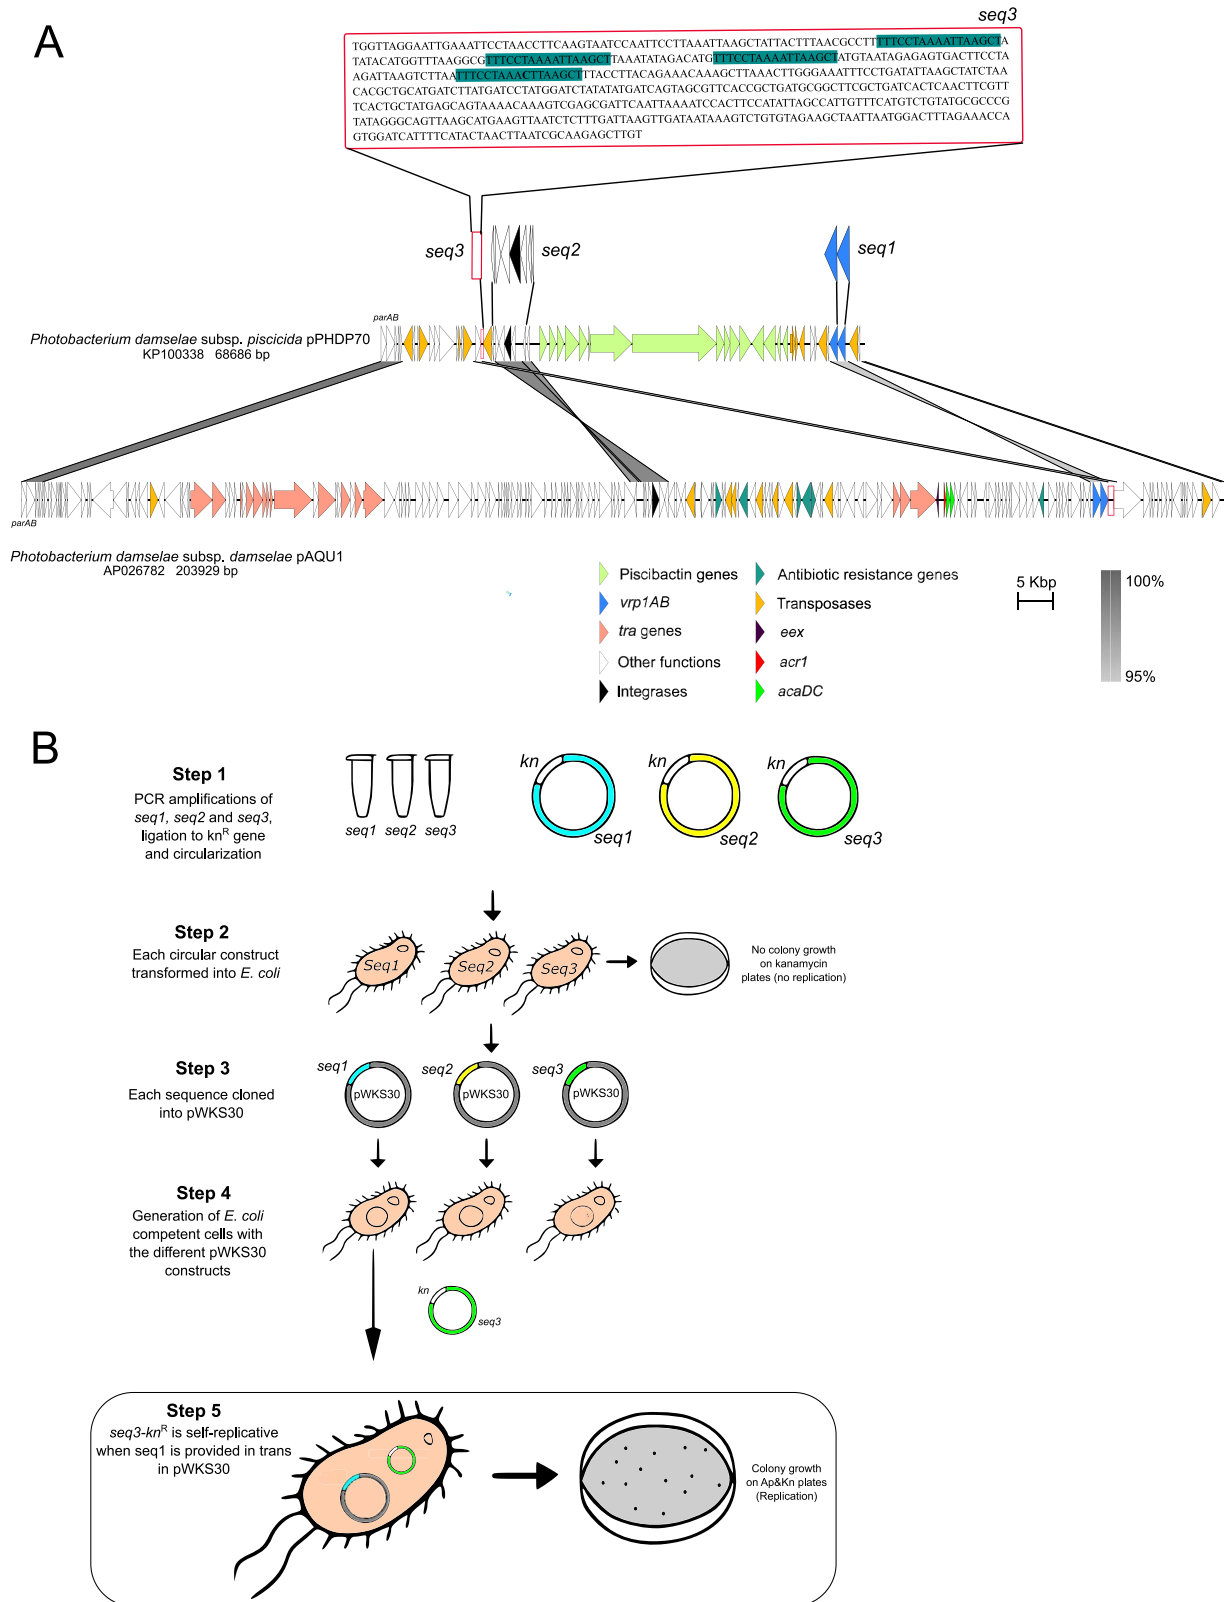 A
seq3
TGGTTAGGAATTGAAATTCCTAACCTTCAAGTAATCCAATTCCTTAAATTAAGCTATTACTTTAACGCCTTTTTCCTAAAATTAAGCTA
TATACATGGTTTAAGGCGTTTCCTAAAATTAAGCTTAAATATAGACATGTTTCCTAAAATTAAGCTATGTAATAGAGAGTGACTTCCTA
AGATTAAGTCTTAATTTCCTAAACTTAAGCTTTACCTTACAGAAACAAAGCTTAAACTTGGGAAATTTCCTGATATTAAGCTATCTAA
CACGCTGCATGATCTTATGATCCTATGGATCTATATATGATCAGTAGCGTTCACCGCTGATGCGGCTTCGCTGATCACTCAACTTCGTT
TCACTGCTATGAGCAGTAAAACAAAGTCGAGCGATTCAATTAAAATCCACTTCCATATTAGCCATTGTTTCATGTCTGTATGCGCCCG
TATAGGGCAGTTAAGCATGAAGTTAATCTCTTTGATTAAGTTGATAATAAAGTCTGTGTAGAAGCTAATTAATGGACTTTAGAAACCA
GTGGATCATTTTCATACTAACTTAATCGCAAGAGCTTGT
seq3
seq2
seq1
parAB
Photobacterium damselae subsp. piscicida pPHDP70
KP100338 68686 bp
parAB
Photobacterium damselae subsp. damselae pAQU1
AP026782 203929 bp
Piscibactin genes
vrp1AB
tra genes
Other functions
Integrases
Antibiotic resistance genes
Transposases
eex
acr1
acaDC
5 Kbp
100%
95%
B
Step 1
PCR amplifications of
seq1, seq2 and seq3,
ligation to knR gene
and circularization
seq1 seq2 seq3
kn
seq1
kn
seq2
kn
seq3
Step 2
Each circular construct
transformed into E. coli
Seq1
Seq2
Seq3
No colony growth
on kanamycin
plates (no replication)
Step 3
Each sequence cloned
into pWKS30
seq1
pWKS30
seq2
pWKS30
seq3
pWKS30
Step 4
Generation of E. coli
competent cells with
the different pWKS30
constructs
kn
seq3
Step 5
seq3-knR is self-replicative
when seq1 is provided in trans
in pWKS30
Colony growth
on Ap&Kn plates
(Replication)